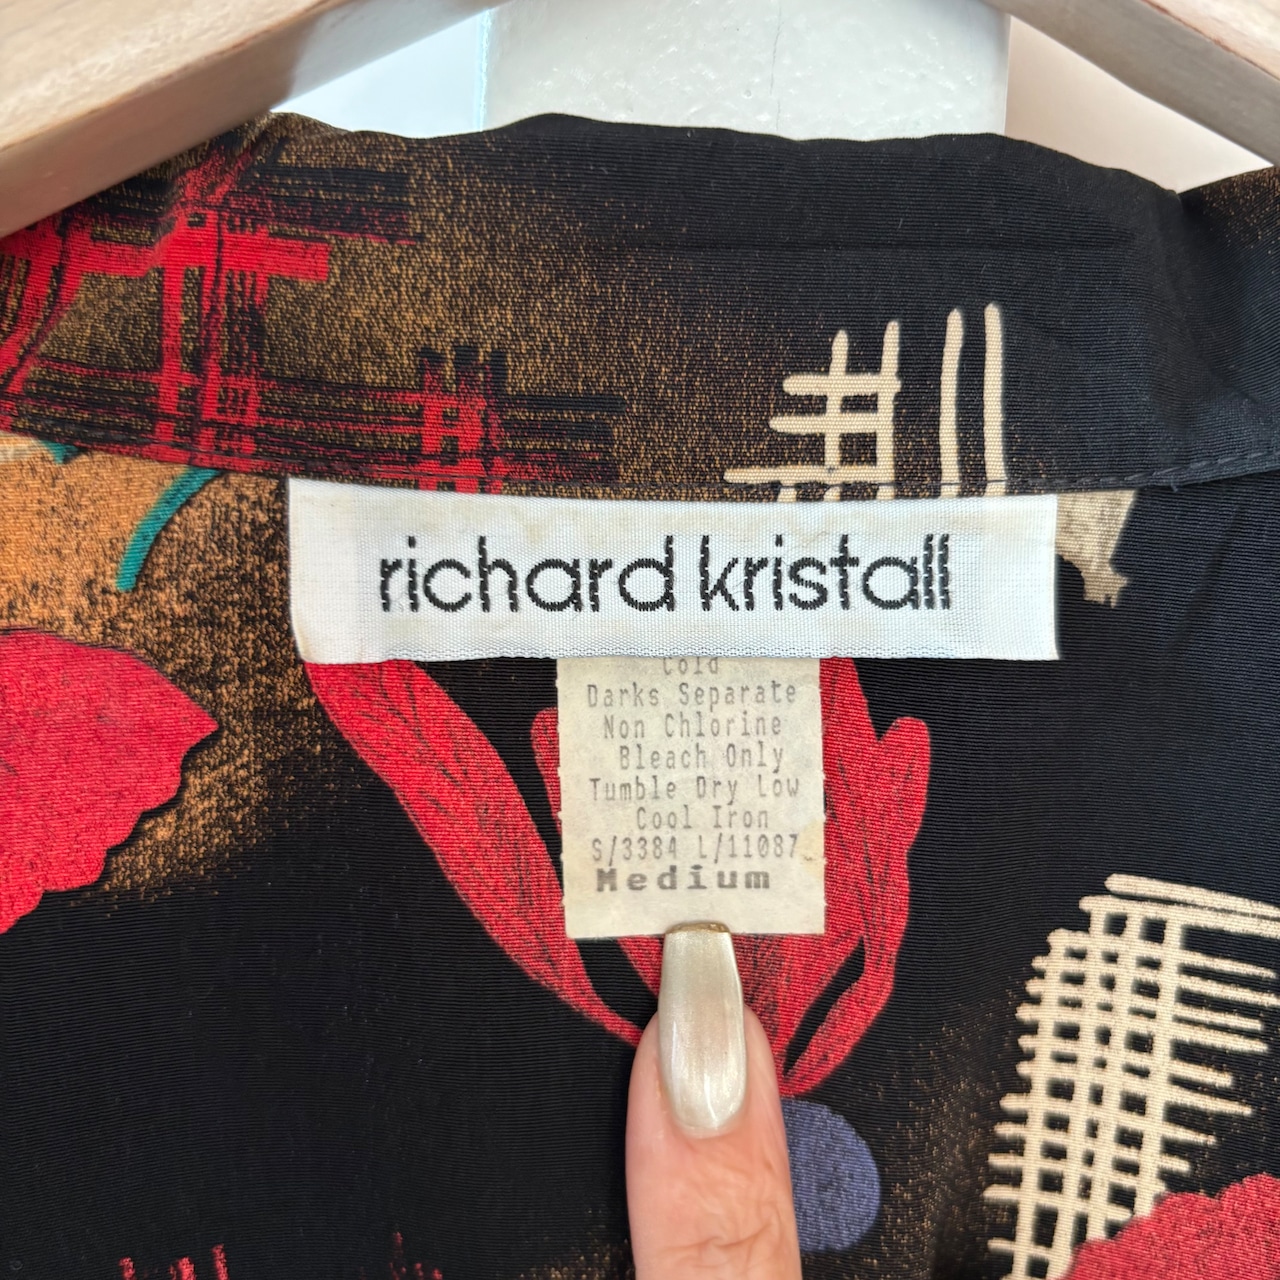 richard kristall
Cold
Darks Separate
Non Chlorine
Bleach Only
Tumble Dry Low
Cool Iron
S/3384 L/11087
Medium